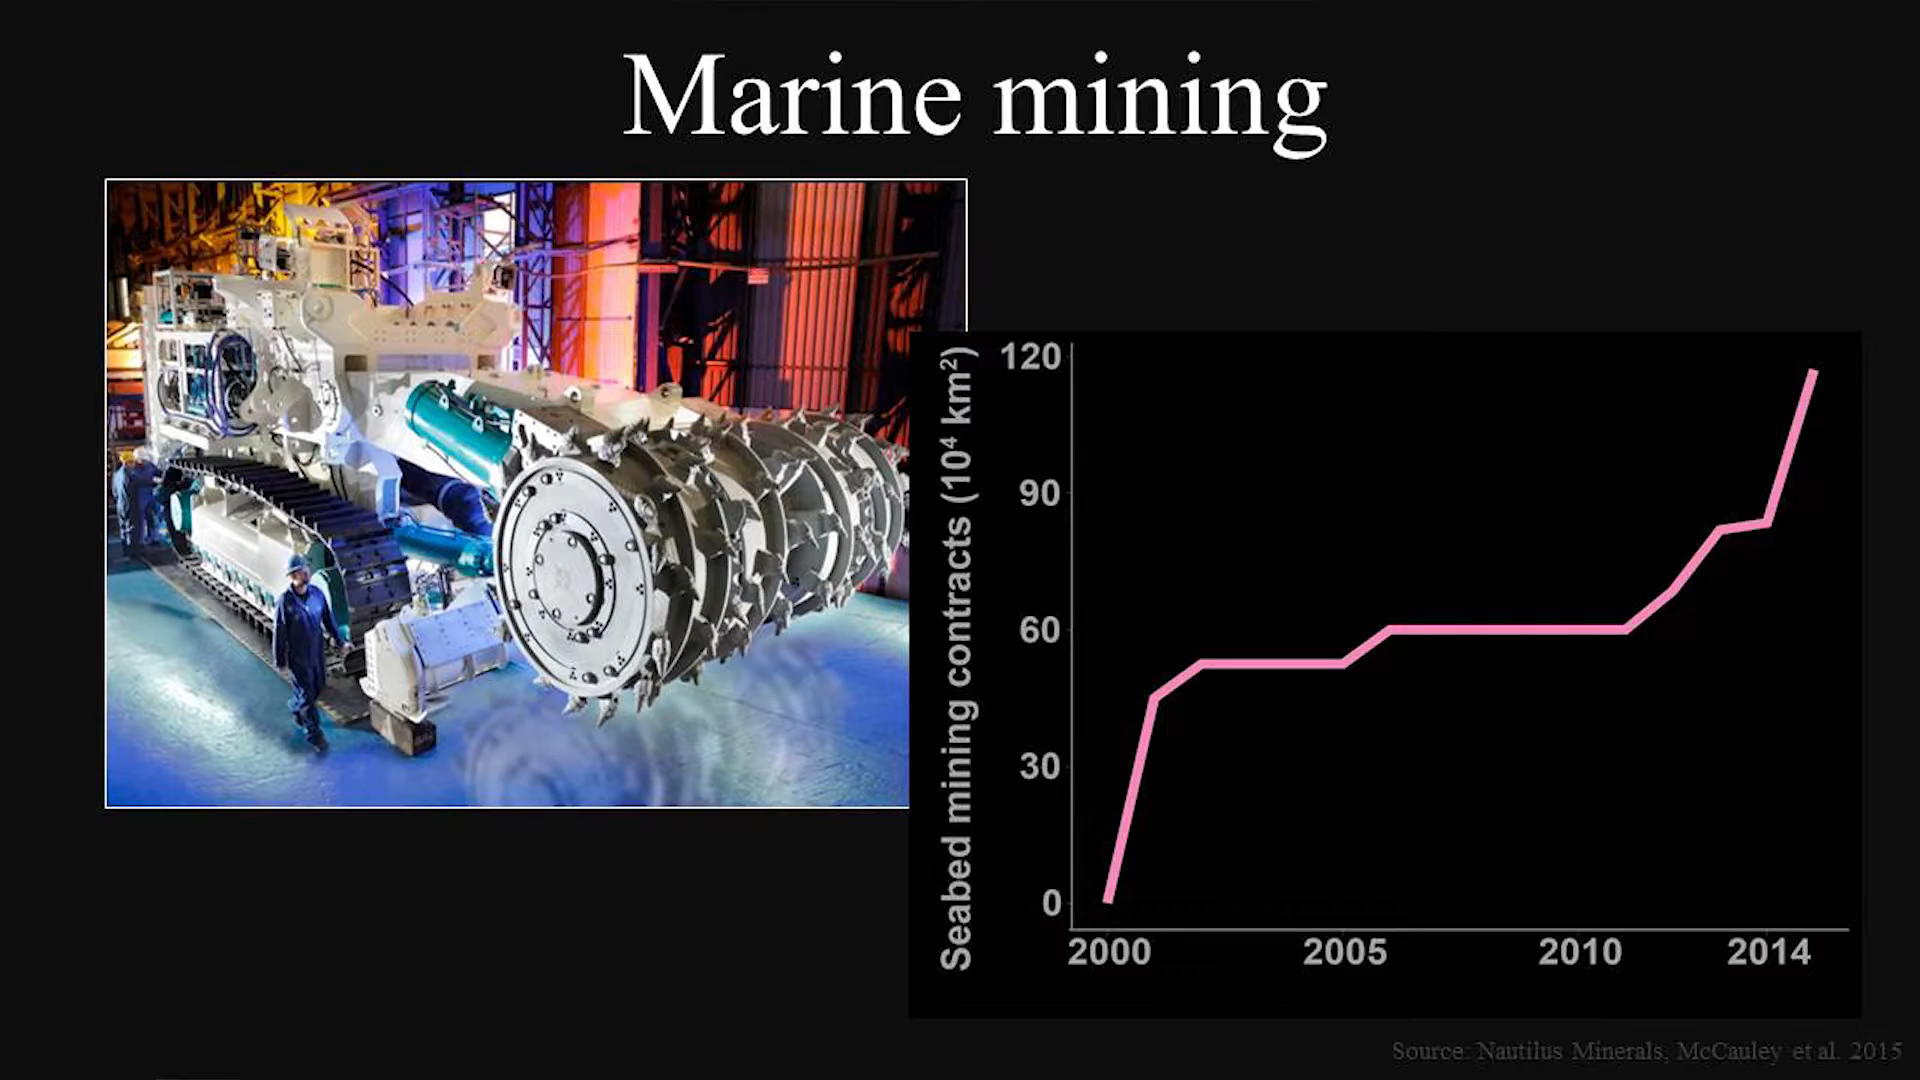 Marine mining
Seabed mining contracts (10⁴ km²)
120
90
60
30
0
2000 2005 2010 2014
Source: Nautilus Minerals, McCauley et al. 2015